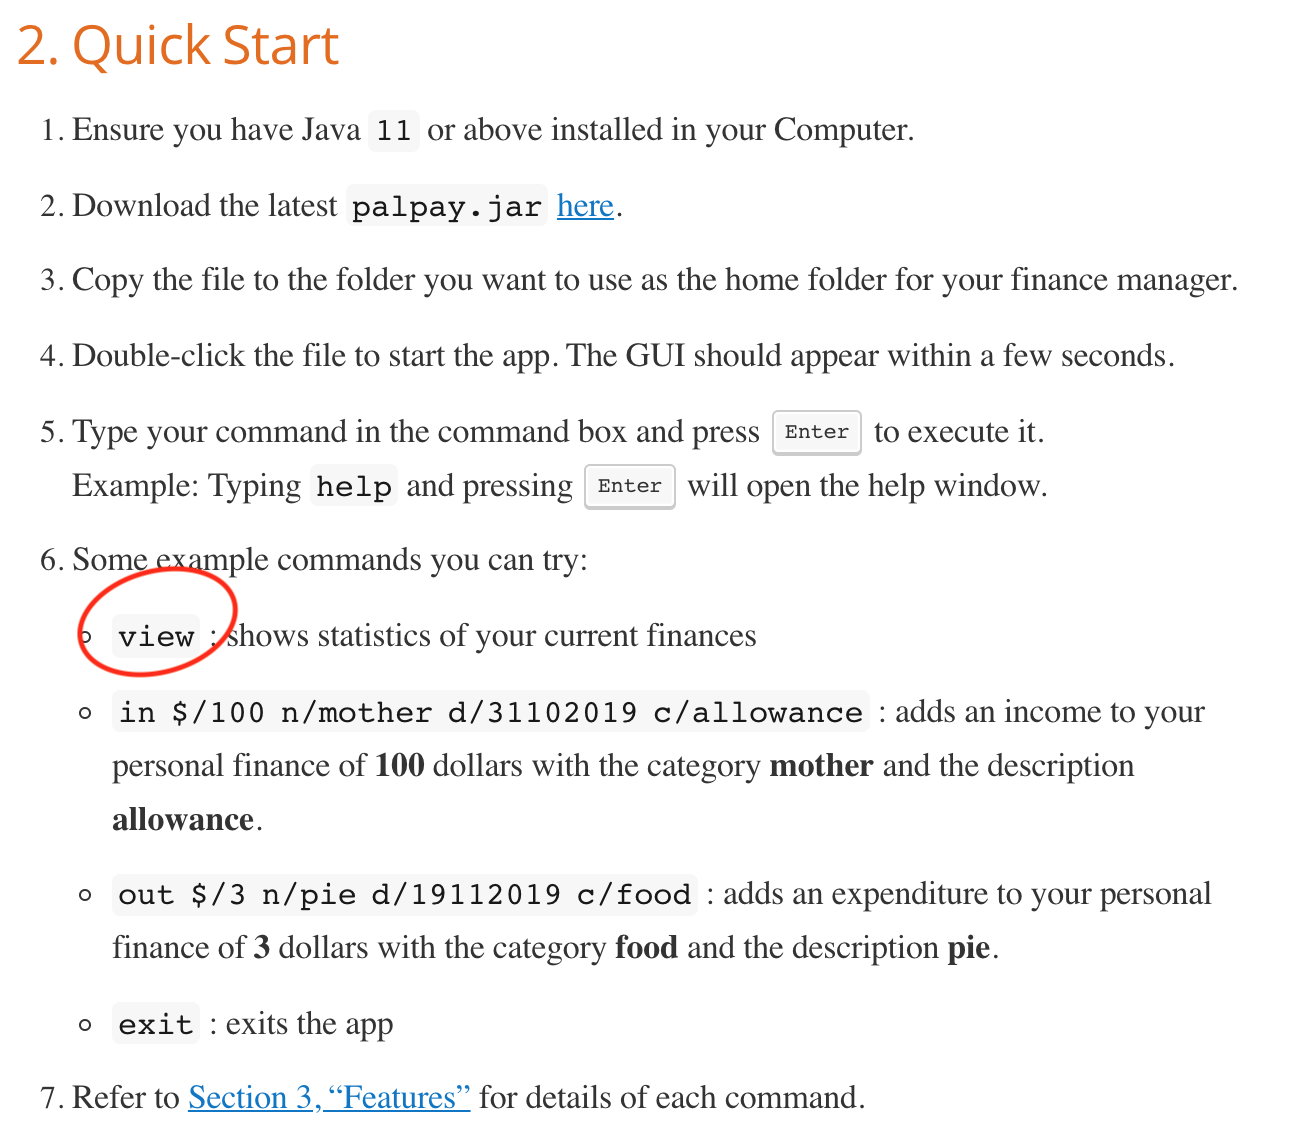 2. Quick Start
1. Ensure you have Java 11 or above installed in your Computer.
2. Download the latest palpay.jar here.
3. Copy the file to the folder you want to use as the home folder for your finance manager.
4. Double-click the file to start the app. The GUI should appear within a few seconds.
5. Type your command in the command box and press Enter to execute it.
Example: Typing help and pressing Enter will open the help window.
6. Some example commands you can try:
view : shows statistics of your current finances
in $/100 n/mother d/31102019 c/allowance : adds an income to your
personal finance of 100 dollars with the category mother and the description
allowance.
out $/3 n/pie d/19112019 c/food : adds an expenditure to your personal
finance of 3 dollars with the category food and the description pie.
exit : exits the app
7. Refer to Section 3, “Features” for details of each command.